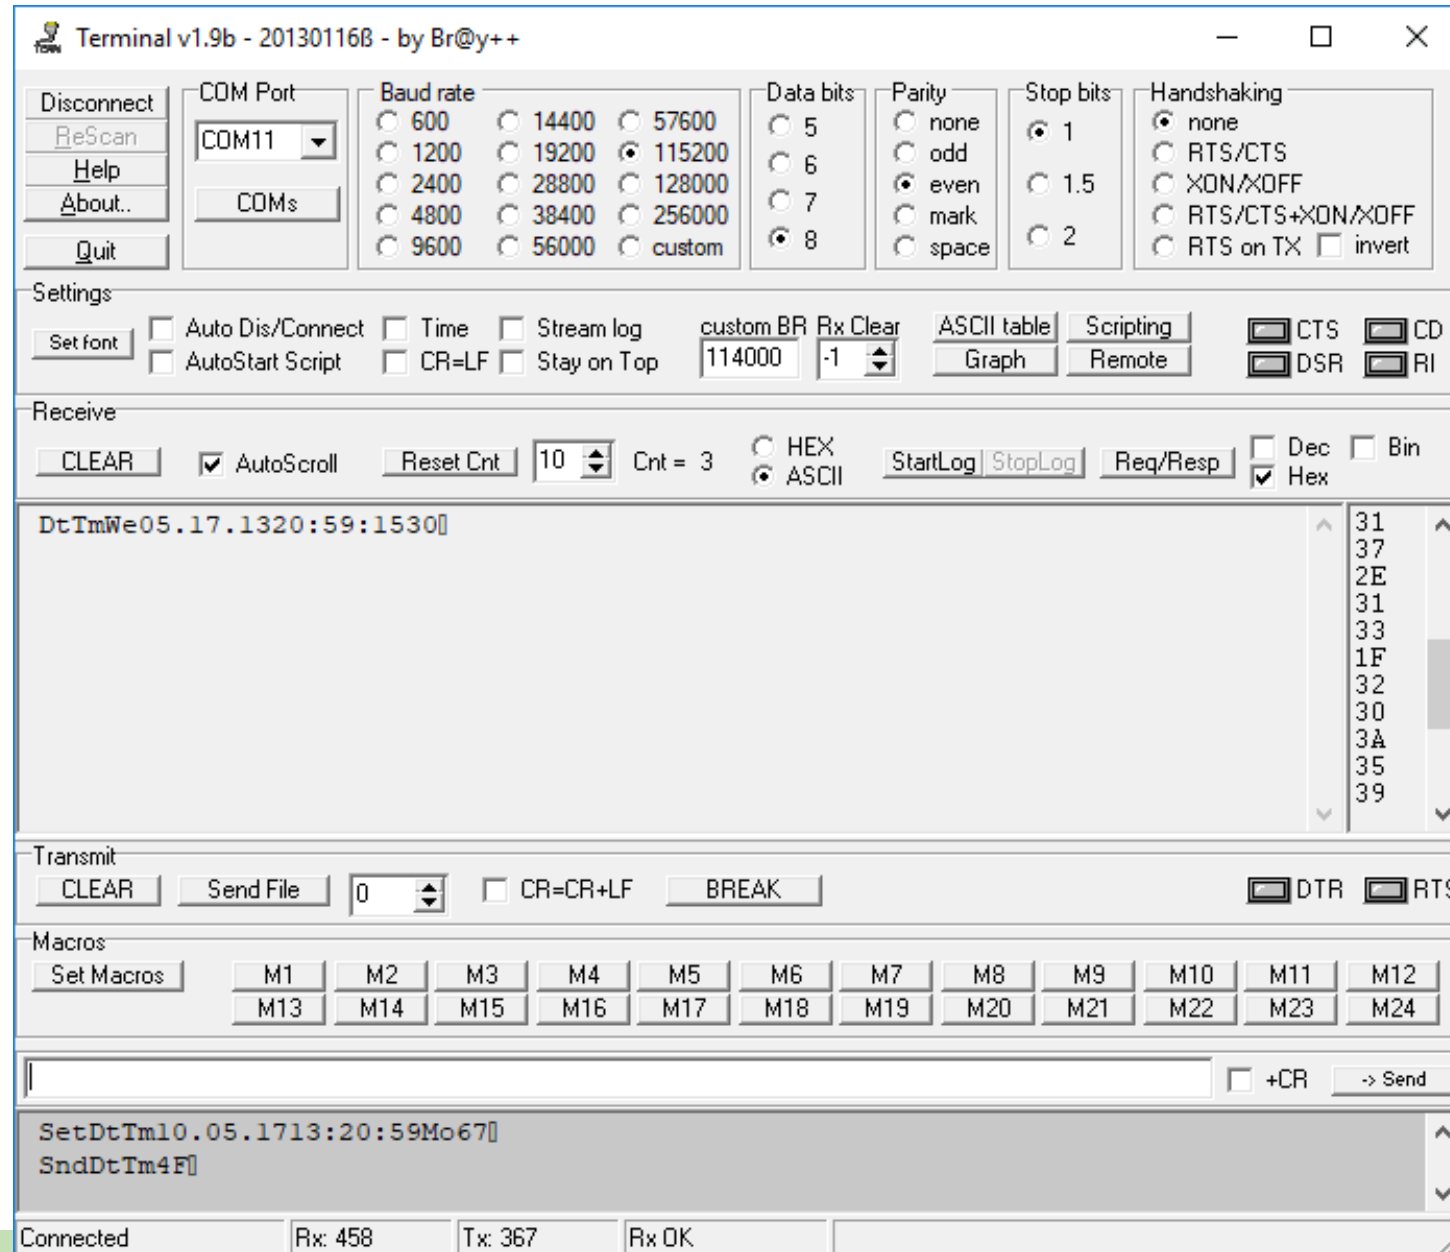 Terminal v1.9b - 20130116ß - by Br@y++
Disconnect
ReScan
Help
About..
Quit
COM Port
COM11
COMs
Baud rate
600 14400 57600
1200 19200 115200
2400 28800 128000
4800 38400 256000
9600 56000 custom
Data bits
5
6
7
8
Parity
none
odd
even
mark
space
Stop bits
1
1.5
2
Handshaking
none
RTS/CTS
XON/XOFF
RTS/CTS+XON/XOFF
RTS on TX invert
Settings
Set font
Auto Dis/Connect Time Stream log
AutoStart Script CR=LF Stay on Top
custom BR Rx Clear
114000 -1
ASCII table Scripting
Graph Remote
CTS CD
DSR RI
Receive
CLEAR AutoScroll Reset Cnt 10 Cnt = 3
HEX
ASCII
StartLog StopLog Req/Resp
Dec Bin
Hex
DtTmWe05.17.1320:59:1530
31
37
2E
31
33
1F
32
30
3A
35
39
Transmit
CLEAR Send File 0 CR=CR+LF BREAK DTR RTS
Macros
Set Macros M1 M2 M3 M4 M5 M6 M7 M8 M9 M10 M11 M12
M13 M14 M15 M16 M17 M18 M19 M20 M21 M22 M23 M24
+CR -> Send
SetDtTm10.05.1713:20:59Mo67
SndDtTm4F
Connected Rx: 458 Tx: 367 Rx OK